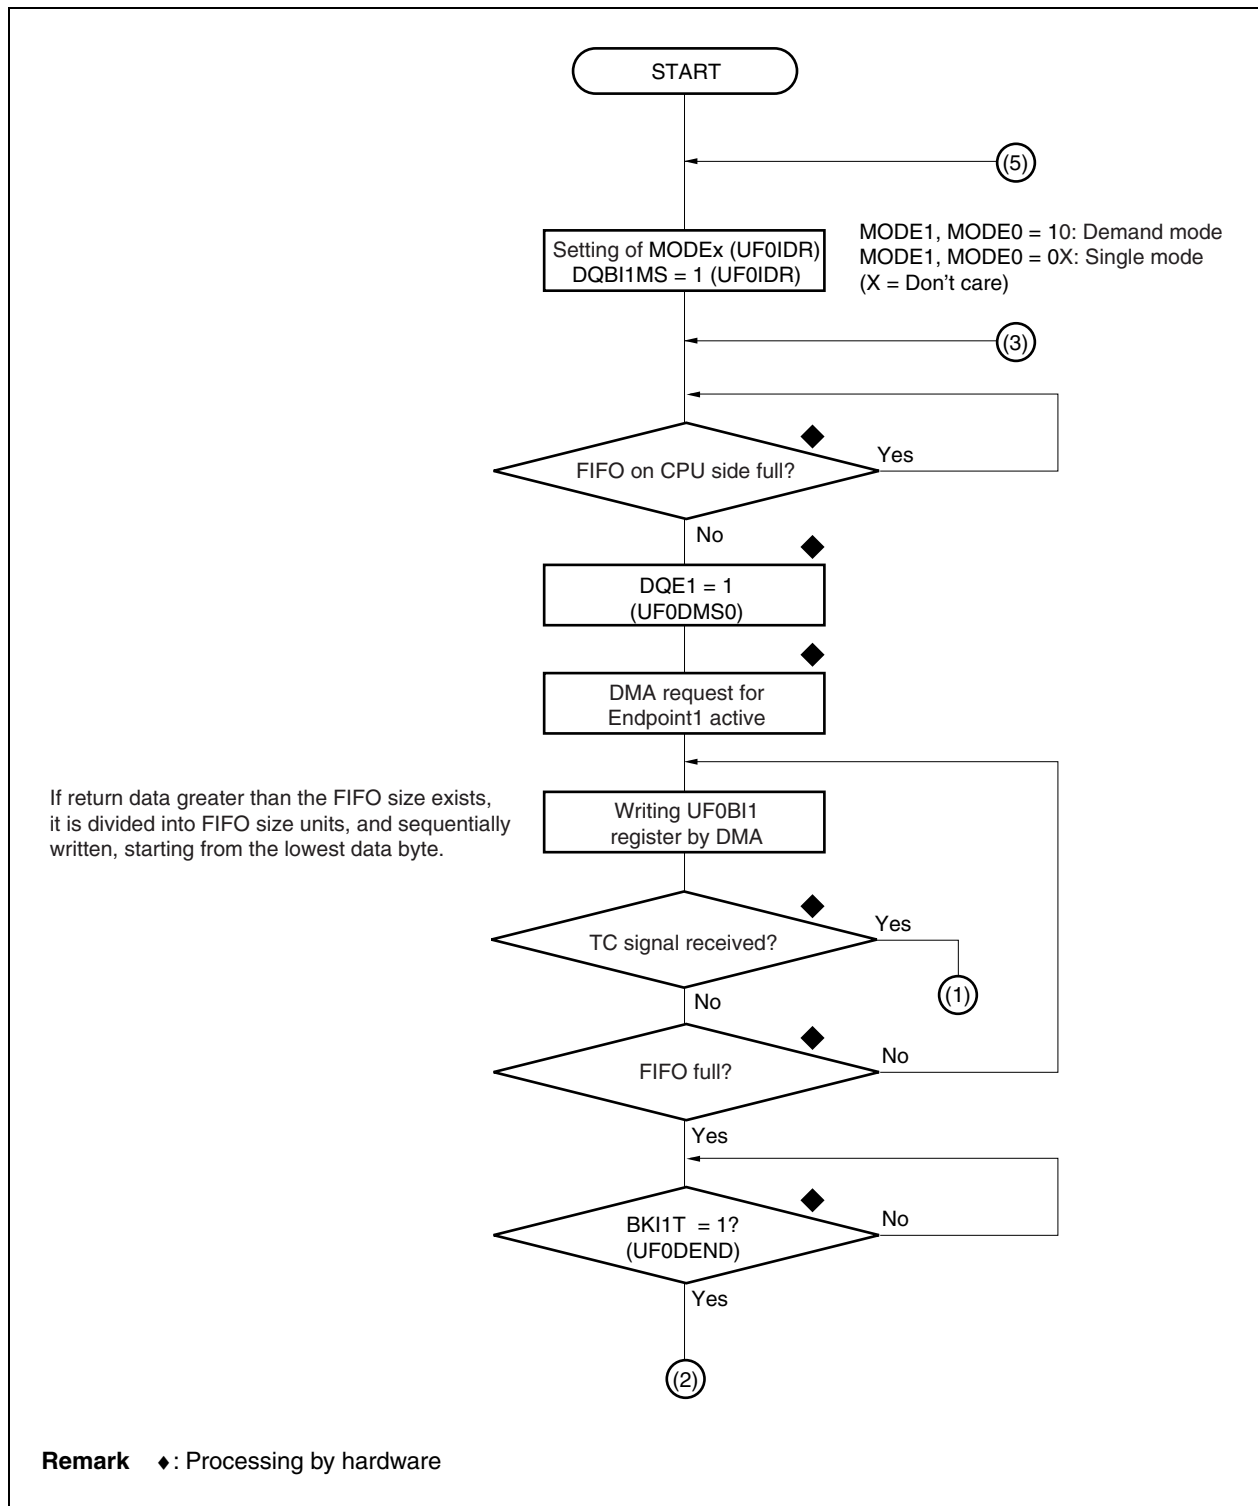 START
(5)
Setting of MODEx (UF0IDR)
DQBI1MS = 1 (UF0IDR)
MODE1, MODE0 = 10: Demand mode
MODE1, MODE0 = 0X: Single mode
(X = Don't care)
(3)
FIFO on CPU side full?
Yes
No
DQE1 = 1
(UF0DMS0)
DMA request for
Endpoint1 active
If return data greater than the FIFO size exists,
it is divided into FIFO size units, and sequentially
written, starting from the lowest data byte.
Writing UF0BI1
register by DMA
TC signal received?
Yes
(1)
No
FIFO full?
No
Yes
BKI1T = 1?
(UF0DEND)
No
Yes
(2)
Remark ♦: Processing by hardware